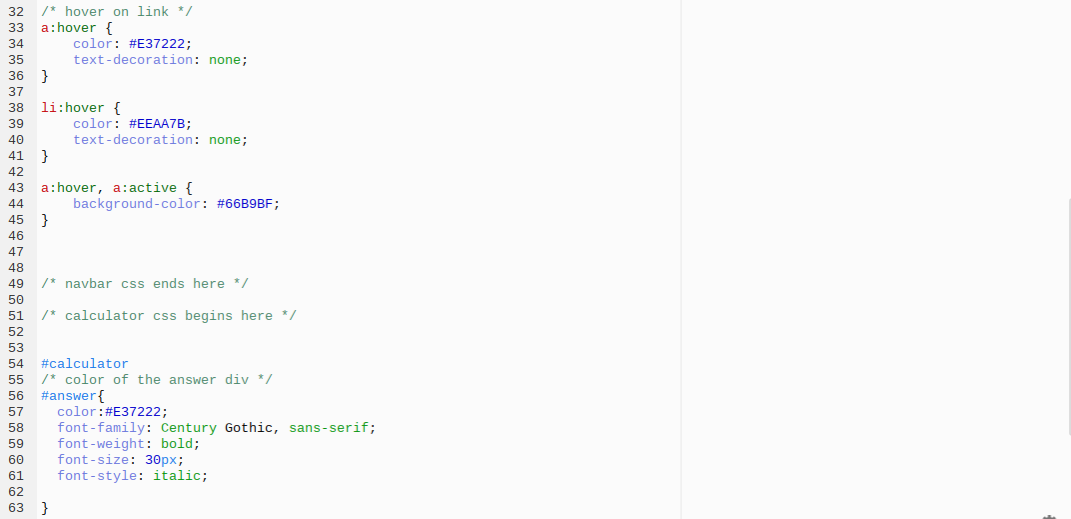 32 /* hover on link */
33 a:hover {
34     color: #E37222;
35     text-decoration: none;
36 }
37
38 li:hover {
39     color: #EEAA7B;
40     text-decoration: none;
41 }
42
43 a:hover, a:active {
44     background-color: #66B9BF;
45 }
46
47
48
49 /* navbar css ends here */
50
51 /* calculator css begins here */
52
53
54 #calculator
55 /* color of the answer div */
56 #answer{
57   color:#E37222;
58   font-family: Century Gothic, sans-serif;
59   font-weight: bold;
60   font-size: 30px;
61   font-style: italic;
62
63 }